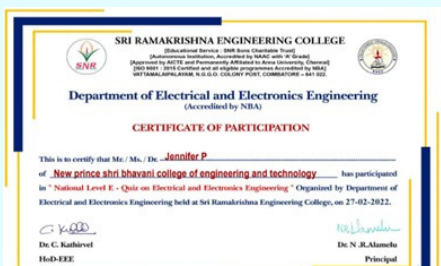 SRI RAMAKRISHNA ENGINEERING COLLEGE
[Educational Service : SNR Sons Charitable Trust]
[Autonomous Institution, Accredited by NAAC with 'A' Grade]
[Approved by AICTE and Permanently Affiliated to Anna University, Chennai]
[ISO 9001 : 2015 Certified and all eligible programmes Accredited by NBA]
VATTAMALAIPALAYAM, N.G.G.O. COLONY POST, COIMBATORE – 641 022.
SNR
Department of Electrical and Electronics Engineering
(Accredited by NBA)
CERTIFICATE OF PARTICIPATION
This is to certify that Mr. / Ms. / Dr. Jennifer P
of New prince shri bhavani college of engineering and technology has participated
in " National Level E - Quiz on Electrical and Electronics Engineering " Organized by Department of
Electrical and Electronics Engineering held at Sri Ramakrishna Engineering College, on 27-02-2022.
Dr. C. Kathirvel
Dr. N .R.Alamelu
HoD-EEE
Principal